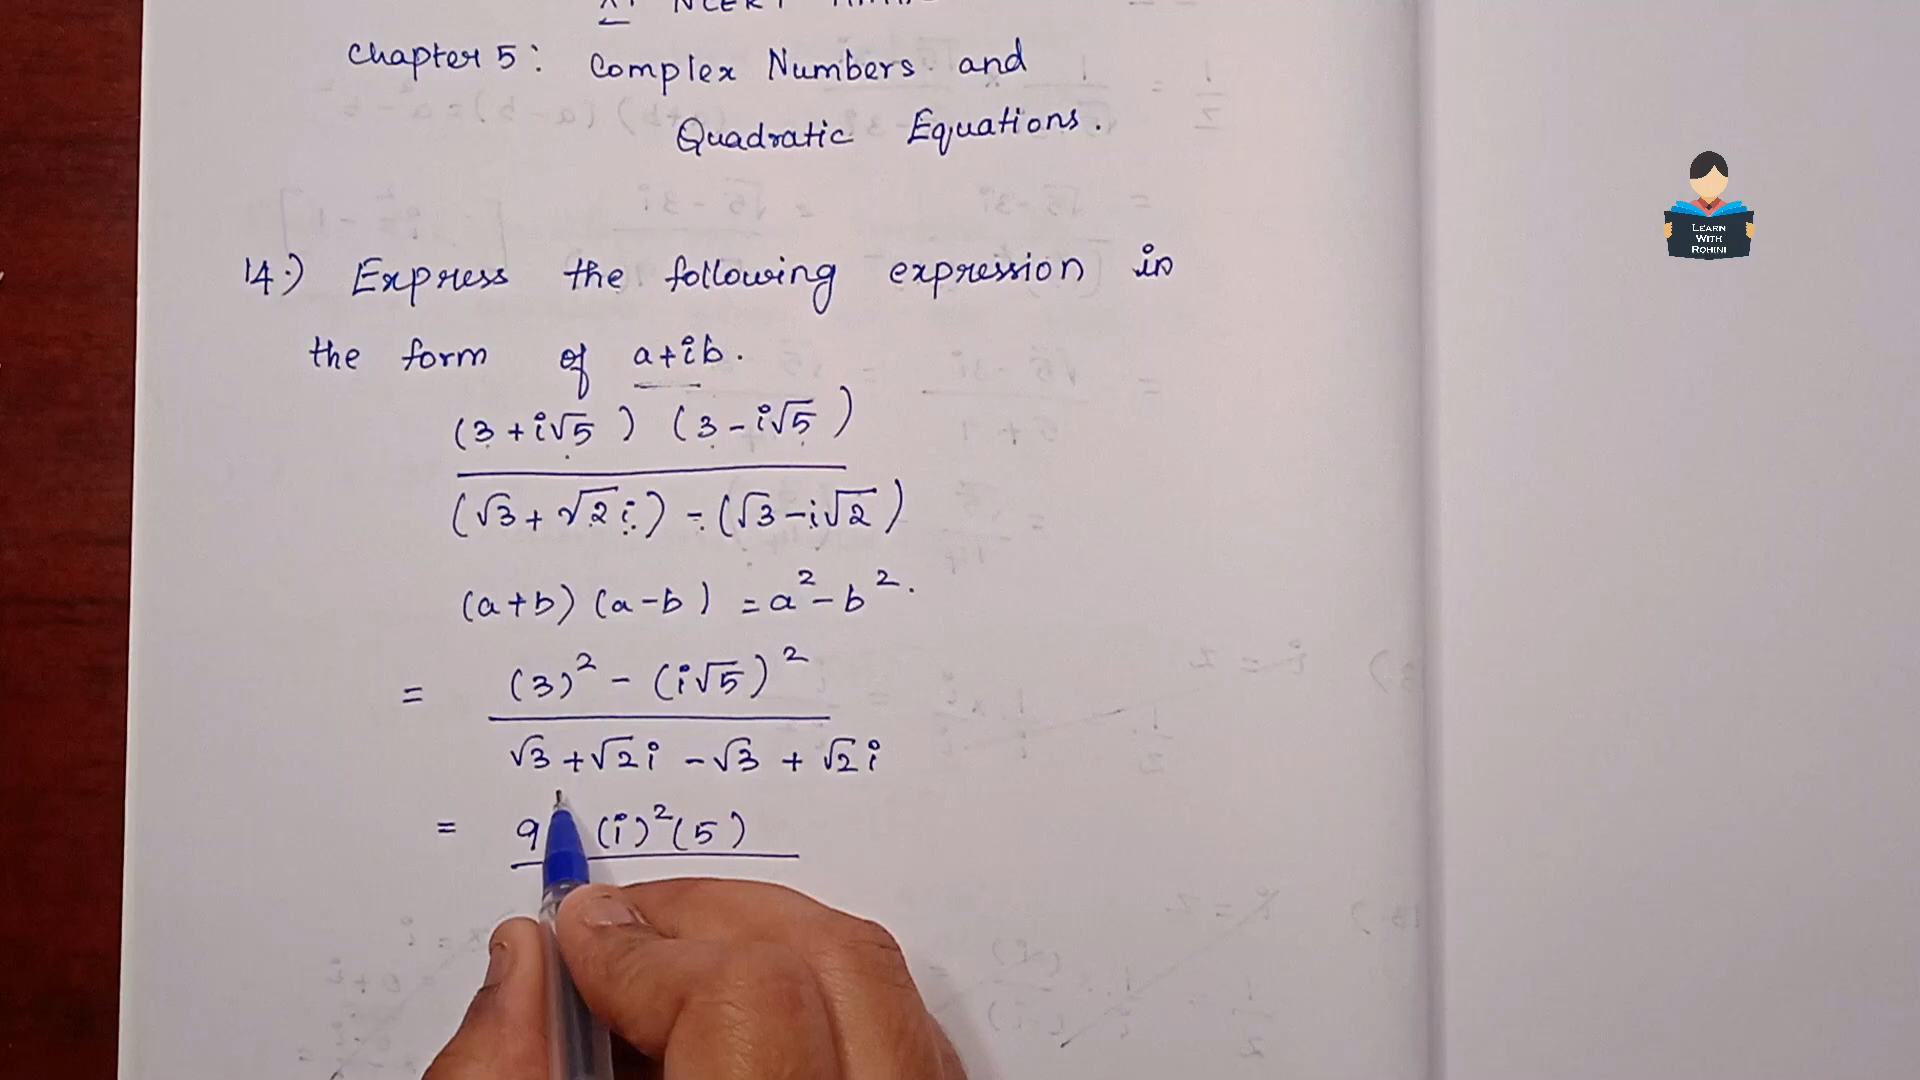 Chapter 5: Complex Numbers and
Quadratic Equations.
14.) Express the following expression in
the form of a+ib.
(3+i√5) (3-i√5)
(√3+√2i) - (√3-i√2)
(a+b) (a-b) = a²-b².
= (3)² - (i√5)²
√3+√2i -√3 + √2i
= 9 (i)²(5)
LEARN
WITH
ROHINI